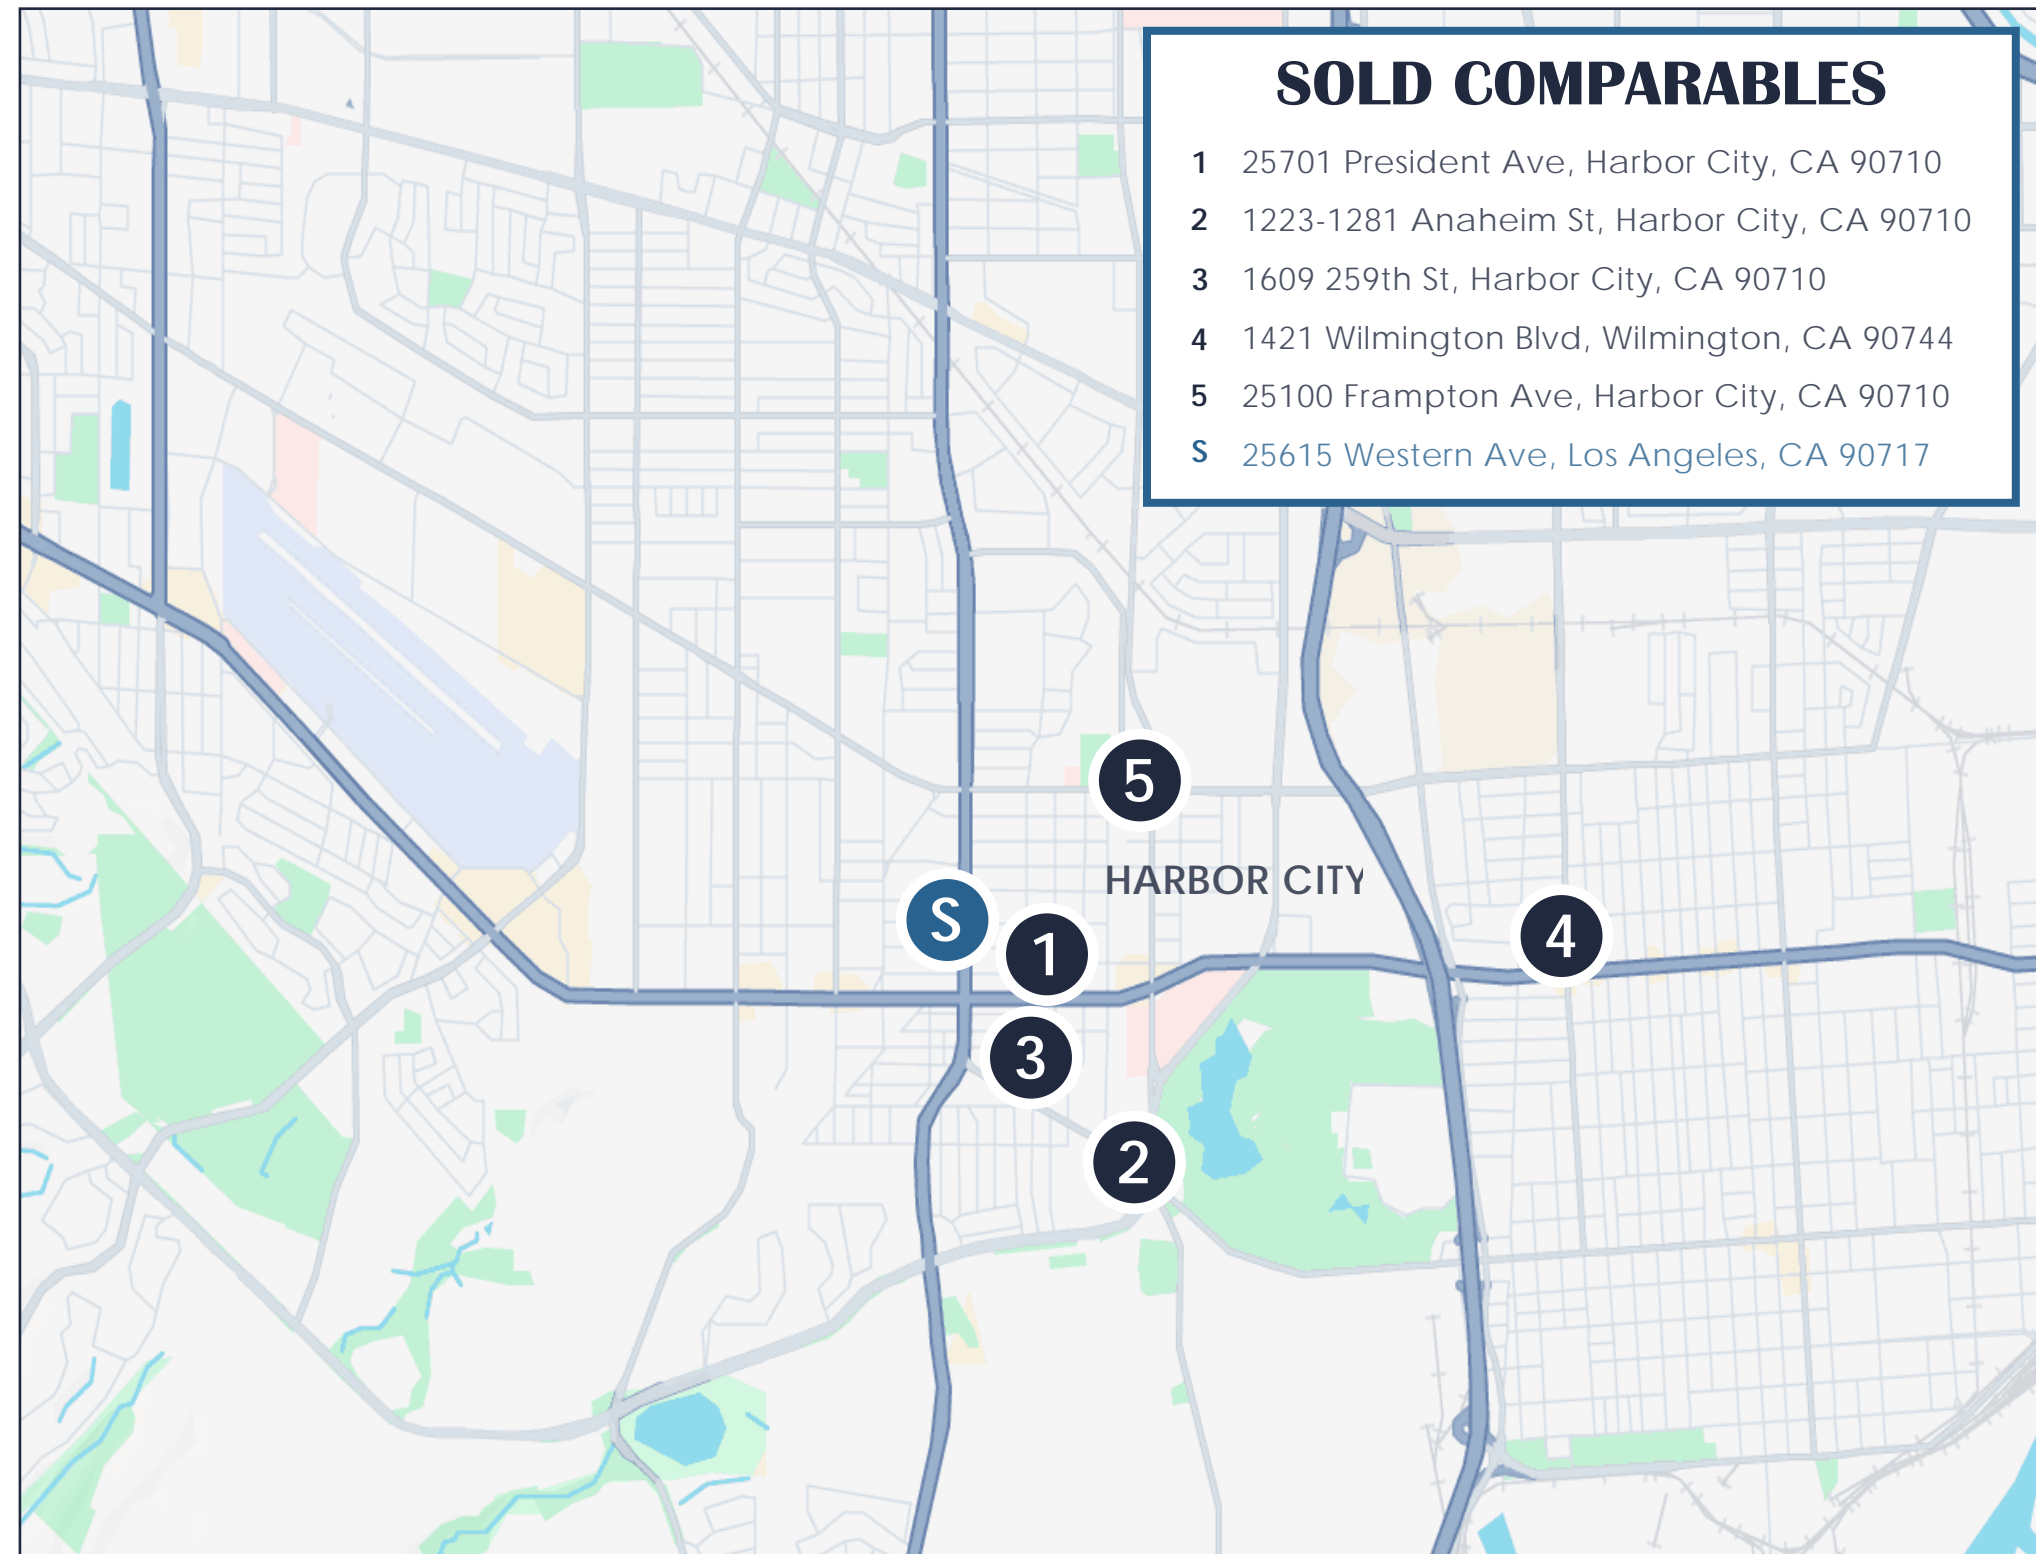 SOLD COMPARABLES
1 25701 President Ave, Harbor City, CA 90710
2 1223-1281 Anaheim St, Harbor City, CA 90710
3 1609 259th St, Harbor City, CA 90710
4 1421 Wilmington Blvd, Wilmington, CA 90744
5 25100 Frampton Ave, Harbor City, CA 90710
S 25615 Western Ave, Los Angeles, CA 90717
5
HARBOR CITY
S
1
4
3
2